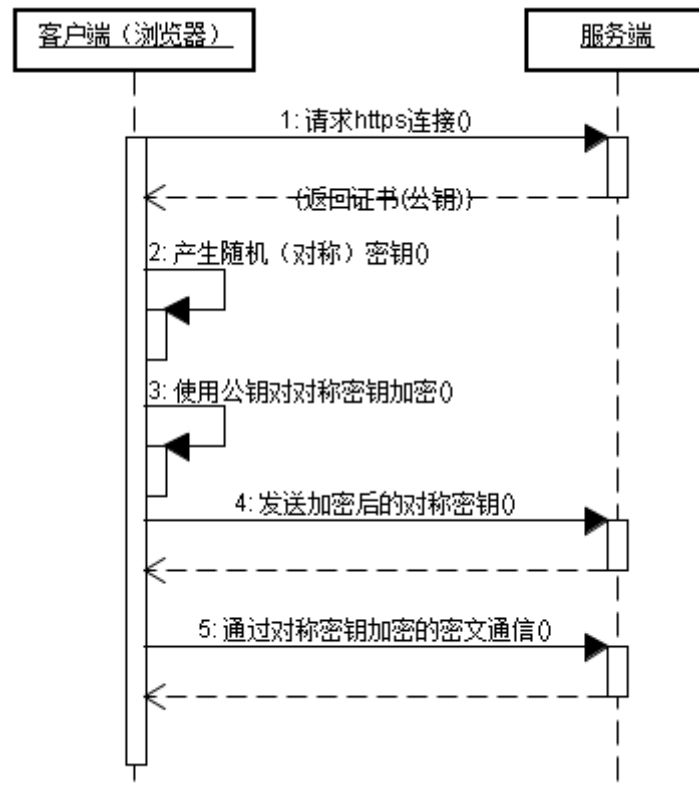 客户端（浏览器）
服务端
1: 请求https连接()
(返回证书(公钥))
2: 产生随机（对称）密钥()
3: 使用公钥对对称密钥加密()
4: 发送加密后的对称密钥()
5: 通过对称密钥加密的密文通信()